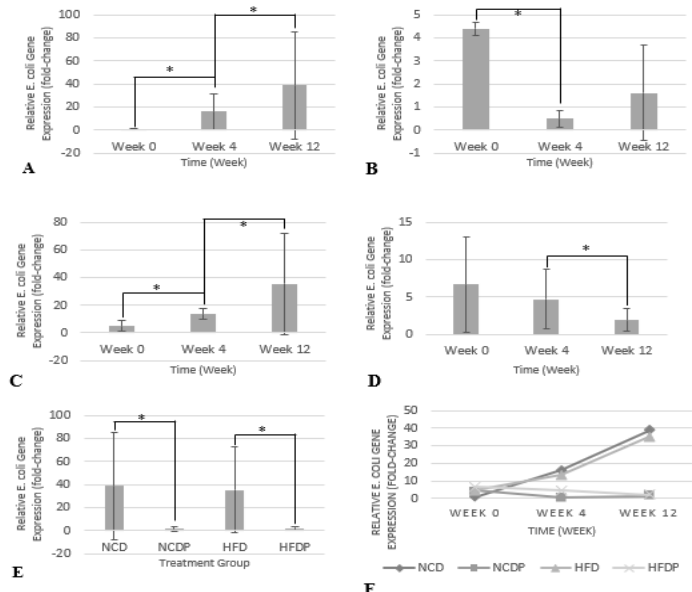 Relative E. coli Gene
Expression (fold-change)
100
80
60
40
20
0
-20
*
*
Week 0 Week 4 Week 12
Time (Week)
A
Relative E. coli Gene
Expression (fold-change)
5
4
3
2
1
0
-1
*
Week 0 Week 4 Week 12
Time (Week)
B
Relative E. coli Gene
Expression (fold-change)
80
60
40
20
0
-20
*
*
Week 0 Week 4 Week 12
Time (Week)
C
Relative E. coli Gene
Expression (fold-change)
15
10
5
0
*
Week 0 Week 4 Week 12
Time (Week)
D
Relative E. coli Gene
Expression (fold-change)
100
80
60
40
20
0
-20
*
*
NCD NCDP HFD HFDP
Treatment Group
E
RELATIVE E. COLI GENE
EXPRESSION (FOLD-CHANGE)
50
40
30
20
10
0
WEEK 0 WEEK 4 WEEK 12
TIME (WEEK)
NCD NCDP HFD HFDP
F